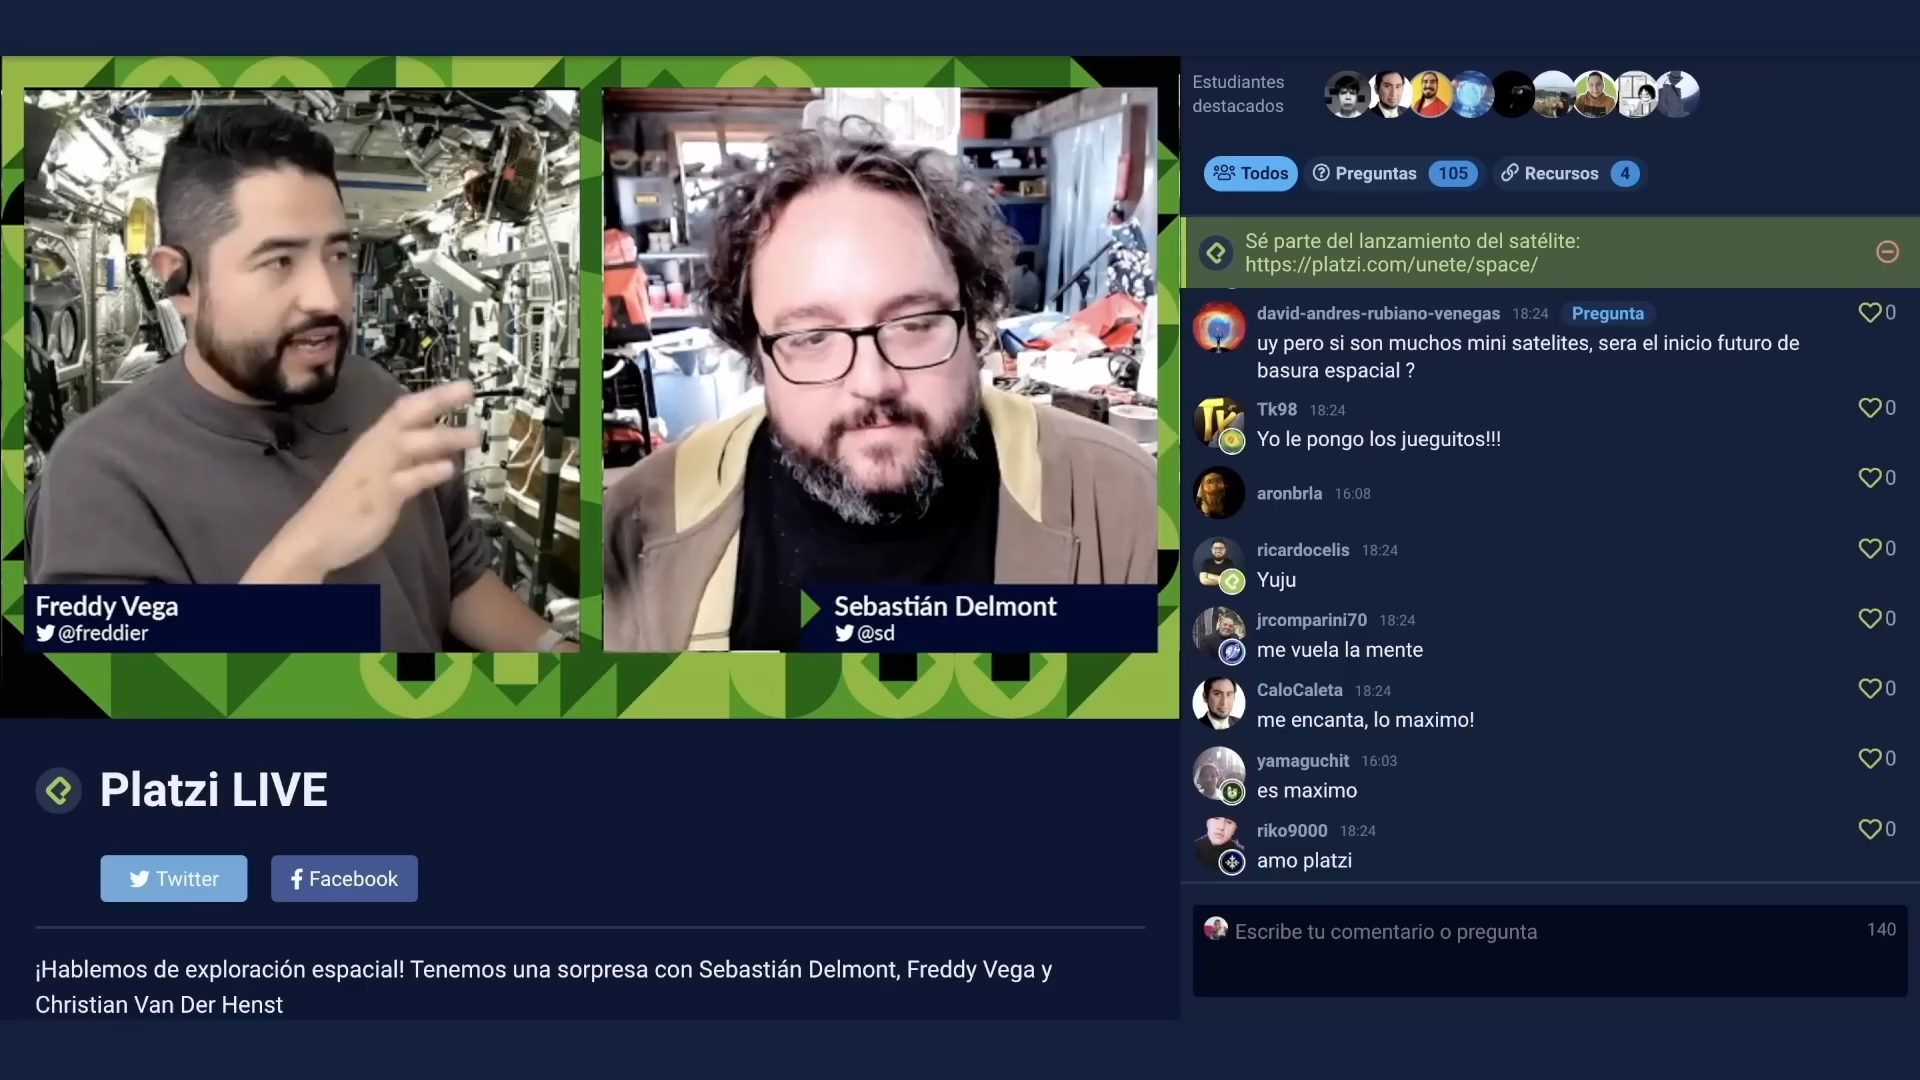 Freddy Vega
@freddier
Sebastián Delmont
@sd
Platzi LIVE
Twitter
Facebook
¡Hablemos de exploración espacial! Tenemos una sorpresa con Sebastián Delmont, Freddy Vega y
Christian Van Der Henst
Estudiantes
destacados
Todos
Preguntas 105
Recursos 4
Sé parte del lanzamiento del satélite:
https://platzi.com/unete/space/
david-andres-rubiano-venegas 18:24 Pregunta 0
uy pero si son muchos mini satelites, sera el inicio futuro de
basura espacial ?
Tk98 18:24 0
Yo le pongo los jueguitos!!!
aronbrla 16:08 0
ricardocelis 18:24 0
Yuju
jrcomparini70 18:24 0
me vuela la mente
CaloCaleta 18:24 0
me encanta, lo maximo!
yamaguchit 16:03 0
es maximo
riko9000 18:24 0
amo platzi
Escribe tu comentario o pregunta 140